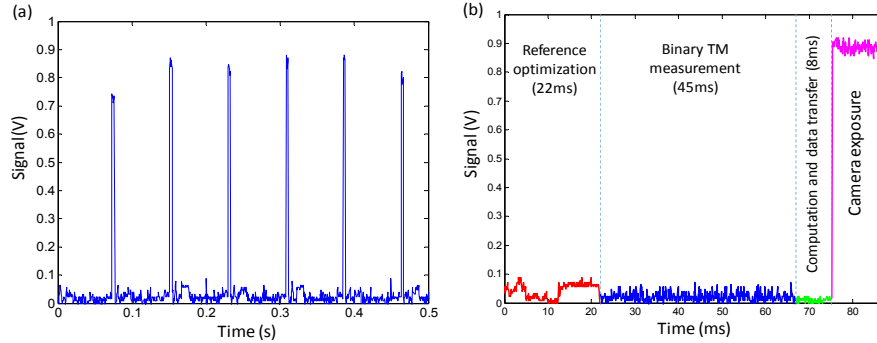 (a)
1
0.9
0.8
0.7
0.6
0.5
0.4
0.3
0.2
0.1
0
Signal(V)
0
0.1
0.2
0.3
0.4
0.5
Time (s)
(b)
1
0.9
0.8
0.7
0.6
0.5
0.4
0.3
0.2
0.1
0
Signal (V)
Reference
optimization
(22ms)
Binary TM
measurement
(45ms)
Computation and data transfer (8ms)
Camera exposure
0
10
20
30
40
50
60
70
80
Time (ms)